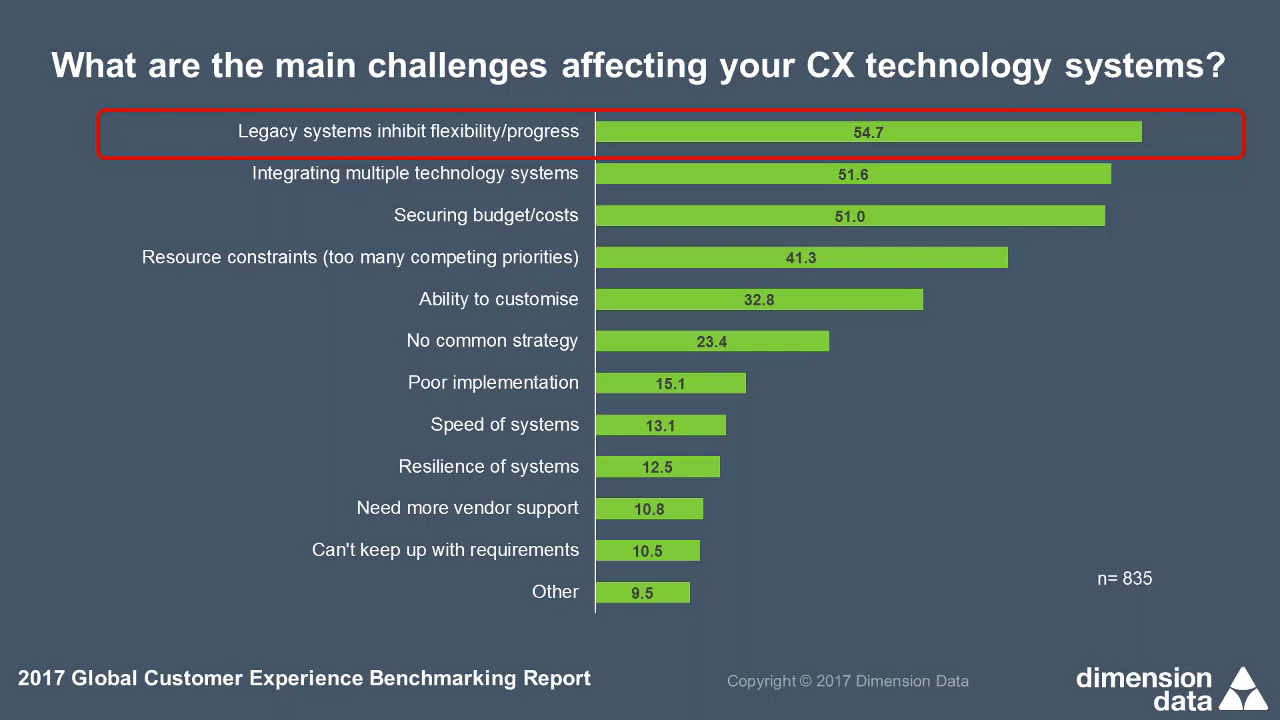 What are the main challenges affecting your CX technology systems?
Legacy systems inhibit flexibility/progress 54.7
Integrating multiple technology systems 51.6
Securing budget/costs 51.0
Resource constraints (too many competing priorities) 41.3
Ability to customise 32.8
No common strategy 23.4
Poor implementation 15.1
Speed of systems 13.1
Resilience of systems 12.5
Need more vendor support 10.8
Can't keep up with requirements 10.5
Other 9.5
n= 835
2017 Global Customer Experience Benchmarking Report
Copyright © 2017 Dimension Data
dimension
data